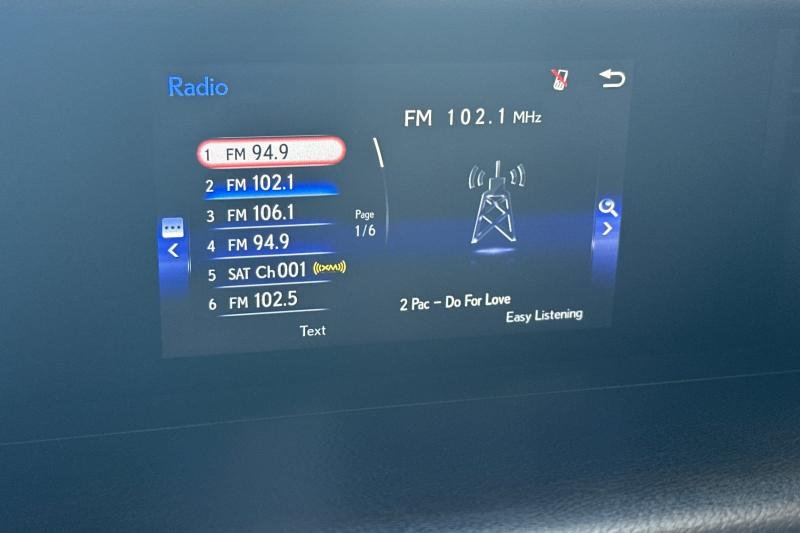 Radio
FM 102.1 MHz
1 FM 94.9
2 FM 102.1
3 FM 106.1
4 FM 94.9
5 SAT Ch001 ((XM))
6 FM 102.5
Page
1/6
Text
2 Pac - Do For Love
Easy Listening